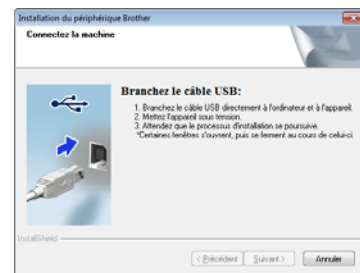 Installation du périphérique Brother
Connectez la machine
Branchez le câble USB:
1. Branchez le câble USB directement à l'ordinateur et à l'appareil.
2. Mettez l'appareil sous tension.
3. Attendez que le processus d'installation se poursuive.
*Certaines fenêtres s'ouvrent, puis se ferment au cours de celui-ci.
InstallShield
< Précédent Suivant > Annuler